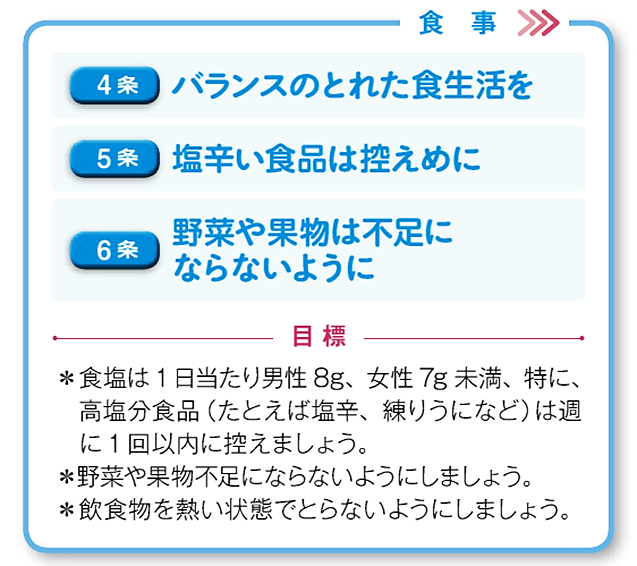 食事
4条 バランスのとれた食生活を
5条 塩辛い食品は控えめに
6条 野菜や果物は不足に
ならないように
目標
＊食塩は1日当たり男性8g、女性7g未満、特に、
高塩分食品（たとえば塩辛、練りうになど）は週
に1回以内に控えましょう。
＊野菜や果物不足にならないようにしましょう。
＊飲食物を熱い状態でとらないようにしましょう。